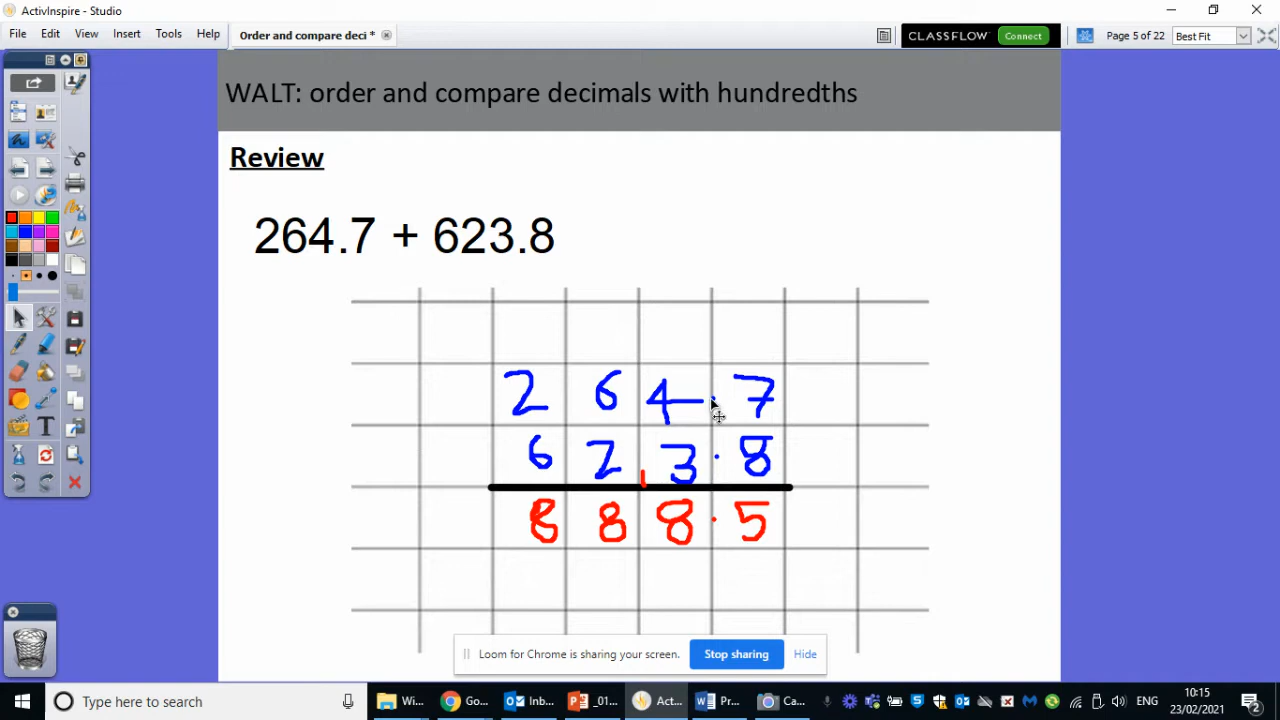 ActivInspire - Studio
File Edit View Insert Tools Help
Order and compare deci *
CLASSFLOW Connect
Page 5 of 22
Best Fit
WALT: order and compare decimals with hundredths
Review
264.7 + 623.8
2 6 4 . 7
6 2 3 . 8
8 8 8 . 5
Loom for Chrome is sharing your screen. Stop sharing Hide
Type here to search
Wi...
Go...
Inb...
_01...
Act...
Pr...
Ca...
ENG
10:15
23/02/2021
2